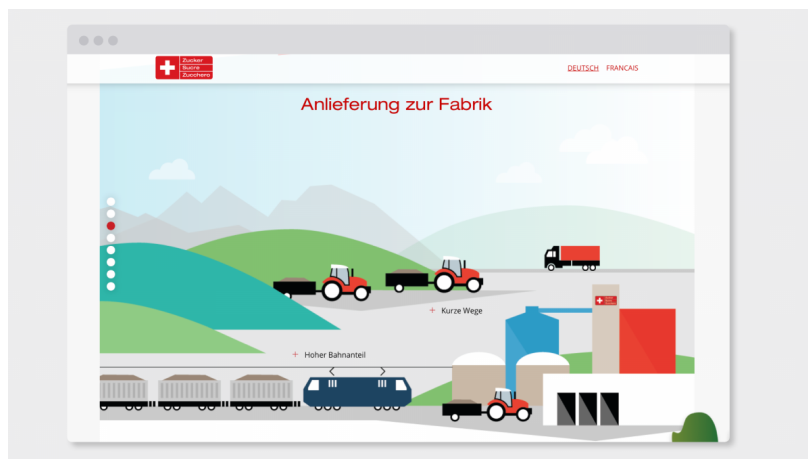 Zucker
Sucre
Zucchero
DEUTSCH FRANCAIS
Anlieferung zur Fabrik
+ Kurze Wege
+ Hoher Bahnanteil